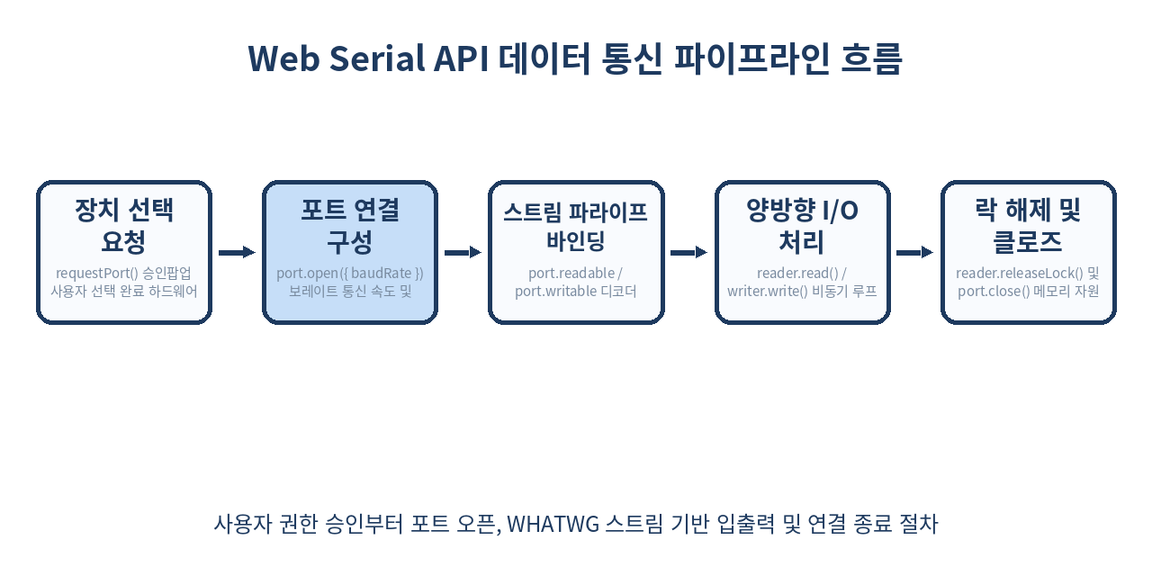 Web Serial API 데이터 통신 파이프라인 흐름
장치 선택
요청
requestPort() 승인팝업
사용자 선택 완료 하드웨어
포트 연결
구성
port.open({ baudRate })
보레이트 통신 속도 및
스트림 파라이프
바인딩
port.readable /
port.writable 디코더
양방향 I/O
처리
reader.read() /
writer.write() 비동기 루프
락 해제 및
클로즈
reader.releaseLock() 및
port.close() 메모리 자원
사용자 권한 승인부터 포트 오픈, WHATWG 스트림 기반 입출력 및 연결 종료 절차